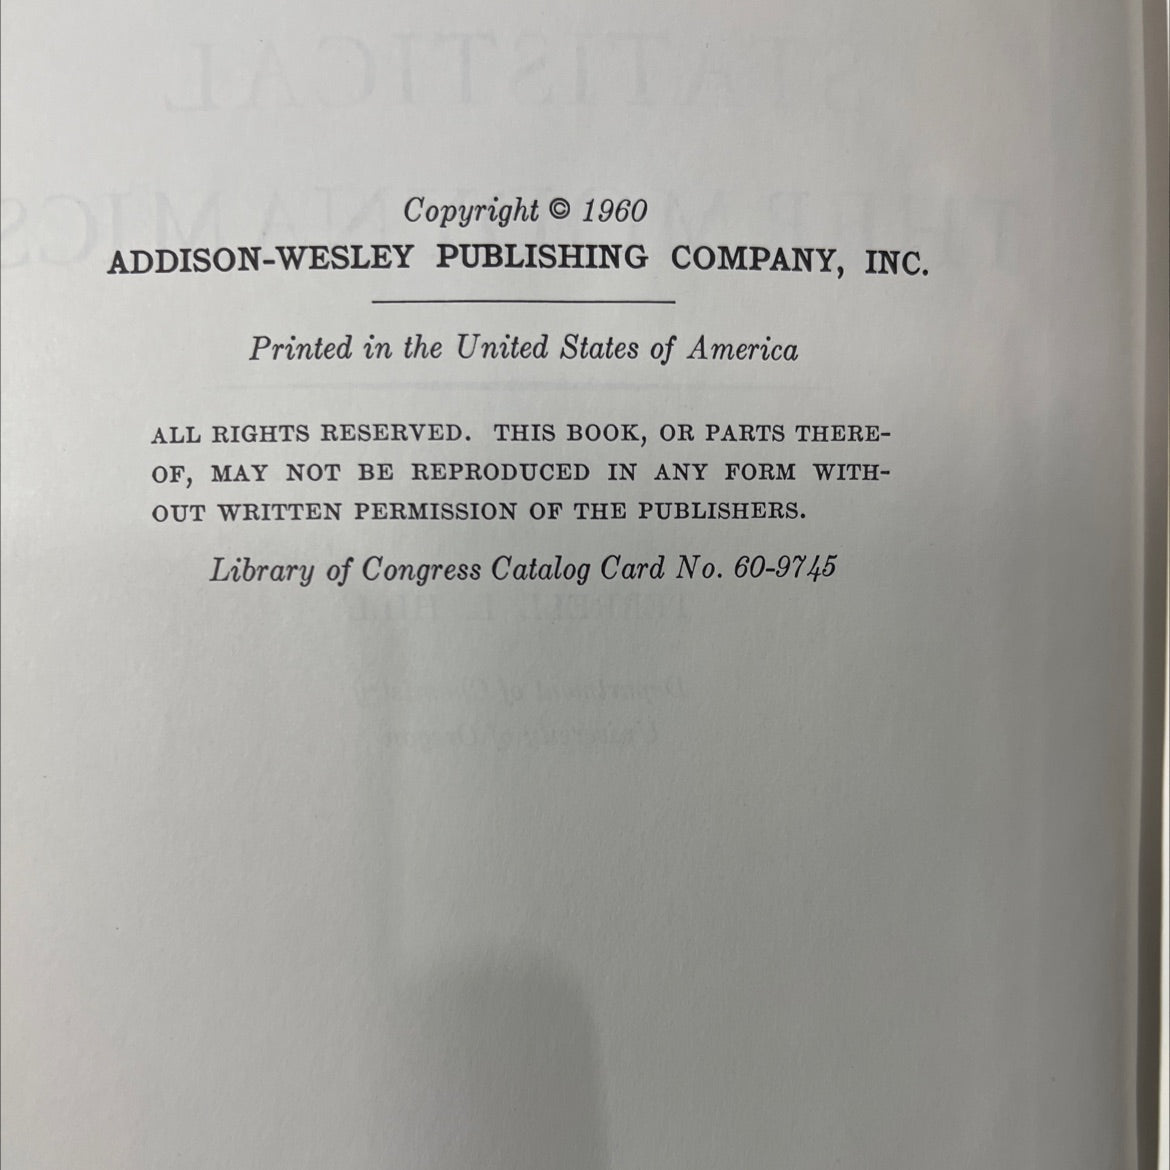 Copyright © 1960
ADDISON-WESLEY PUBLISHING COMPANY, INC.
Printed in the United States of America
ALL RIGHTS RESERVED. THIS BOOK, OR PARTS THERE-
OF, MAY NOT BE REPRODUCED IN ANY FORM WITH-
OUT WRITTEN PERMISSION OF THE PUBLISHERS.
Library of Congress Catalog Card No. 60-9745